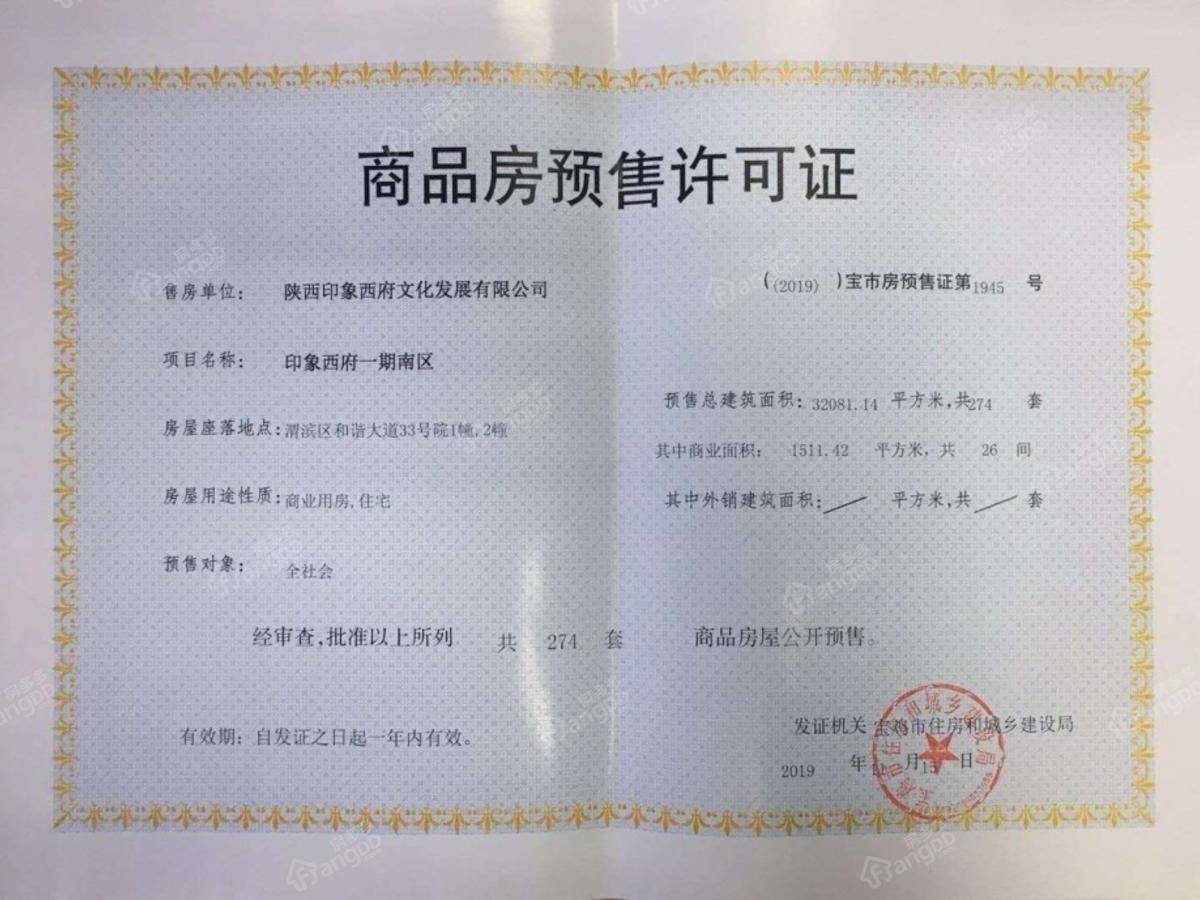 商品房预售许可证
售房单位: 陕西印象西府文化发展有限公司
项目名称: 印象西府一期南区
房屋座落地点: 渭滨区和谐大道33号院1幢,2幢
房屋用途性质: 商业用房,住宅
预售对象: 全社会
((2019) )宝市房预售证第1945 号
预售总建筑面积: 32081.14 平方米,共274 套
其中商业面积: 1511.42 平方米, 共 26 间
其中外销建筑面积: 平方米,共 套
经审查,批准以上所列 共 274 套 商品房屋公开预售。
有效期: 自发证之日起一年内有效。
发证机关 宝鸡市住房和城乡建设局
2019 年 月15日